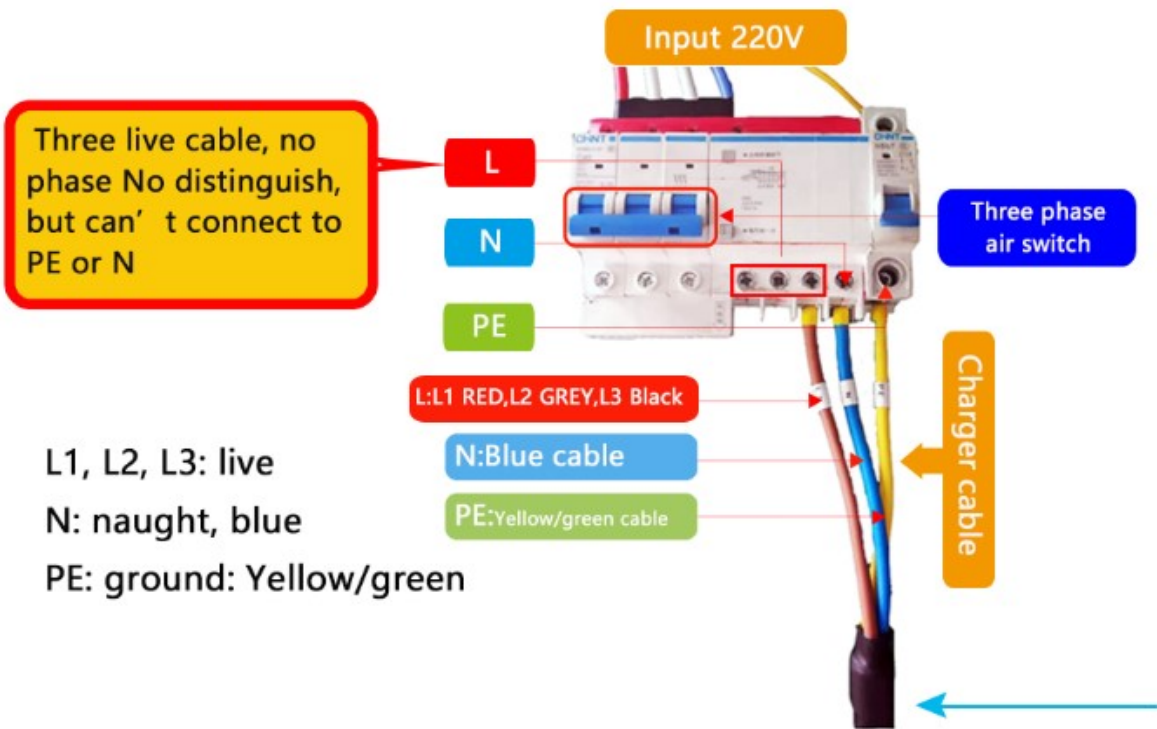 Input 220V
Three live cable, no
phase No distinguish,
but can’ t connect to
PE or N
L
N
PE
CHNT
Three phase
air switch
L:L1 RED,L2 GREY,L3 Black
N:Blue cable
PE:Yellow/green cable
Charger cable
L1, L2, L3: live
N: naught, blue
PE: ground: Yellow/green